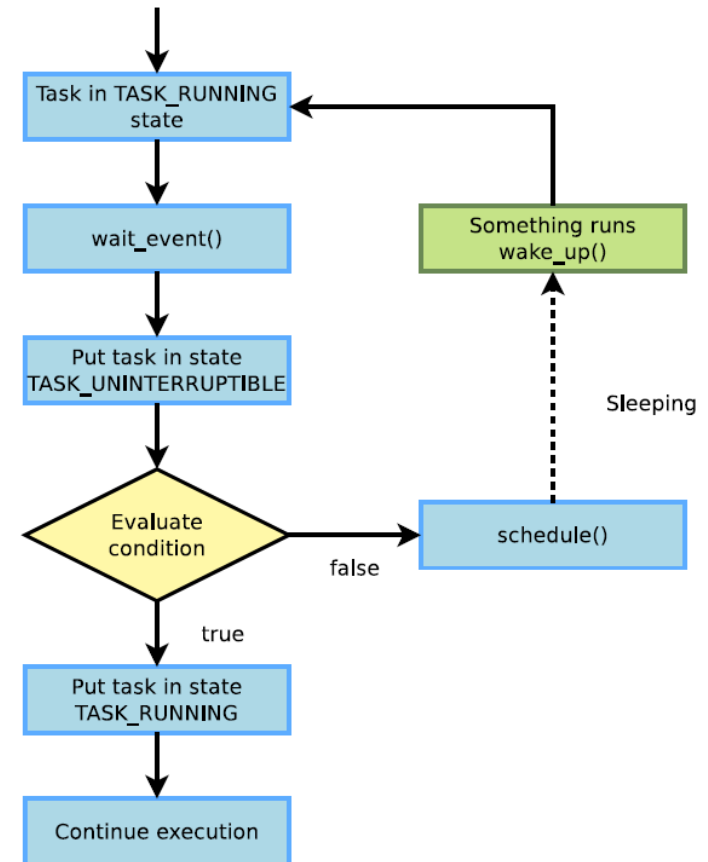 Task in TASK_RUNNING
state
wait_event()
Something runs
wake_up()
Put task in state
TASK_UNINTERRUPTIBLE
Sleeping
Evaluate
condition
schedule()
false
true
Put task in state
TASK_RUNNING
Continue execution